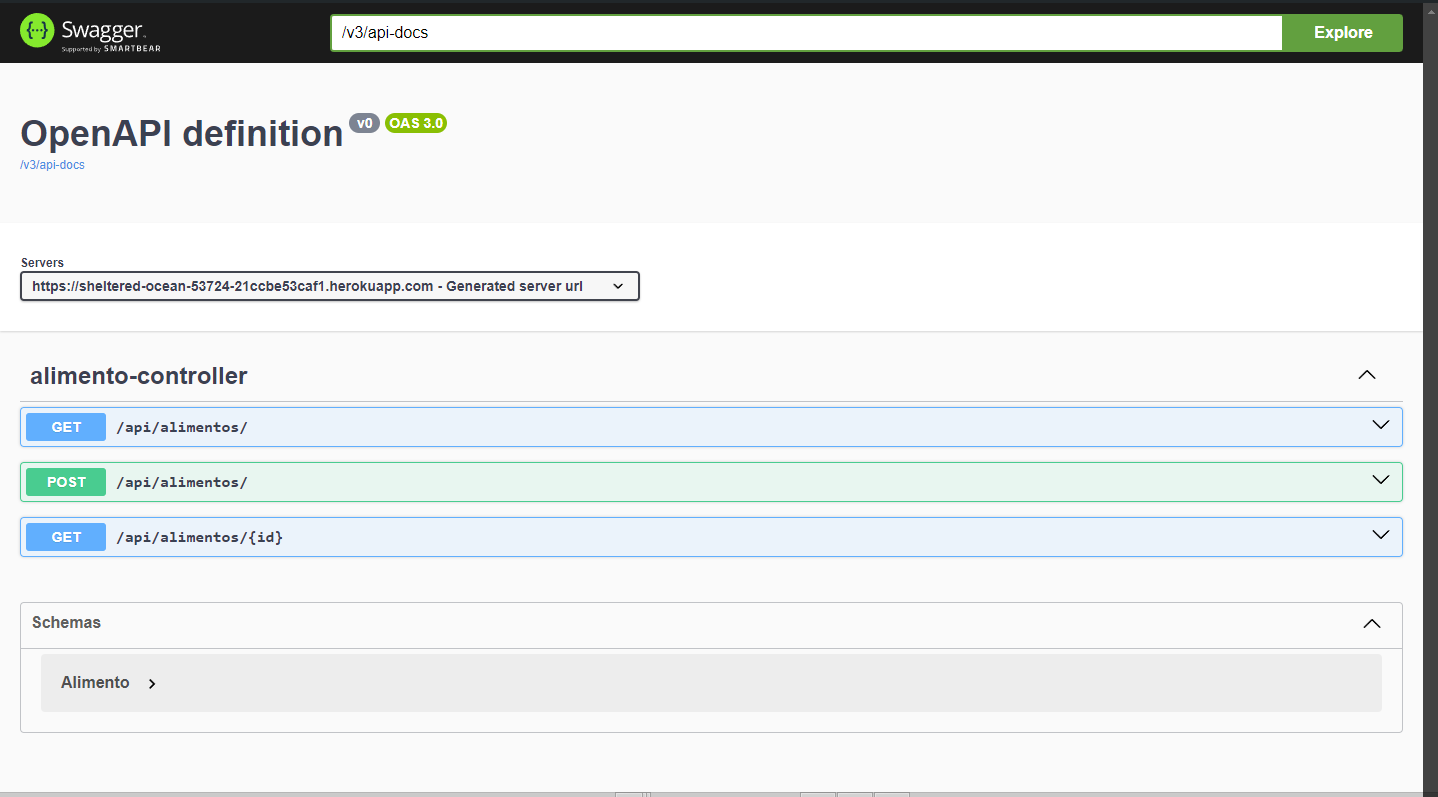 Swagger
Supported by SMARTBEAR
/v3/api-docs
Explore
OpenAPI definition v0 OAS 3.0
/v3/api-docs
Servers
https://sheltered-ocean-53724-21ccbe53caf1.herokuapp.com - Generated server url
alimento-controller
GET /api/alimentos/
POST /api/alimentos/
GET /api/alimentos/{id}
Schemas
Alimento